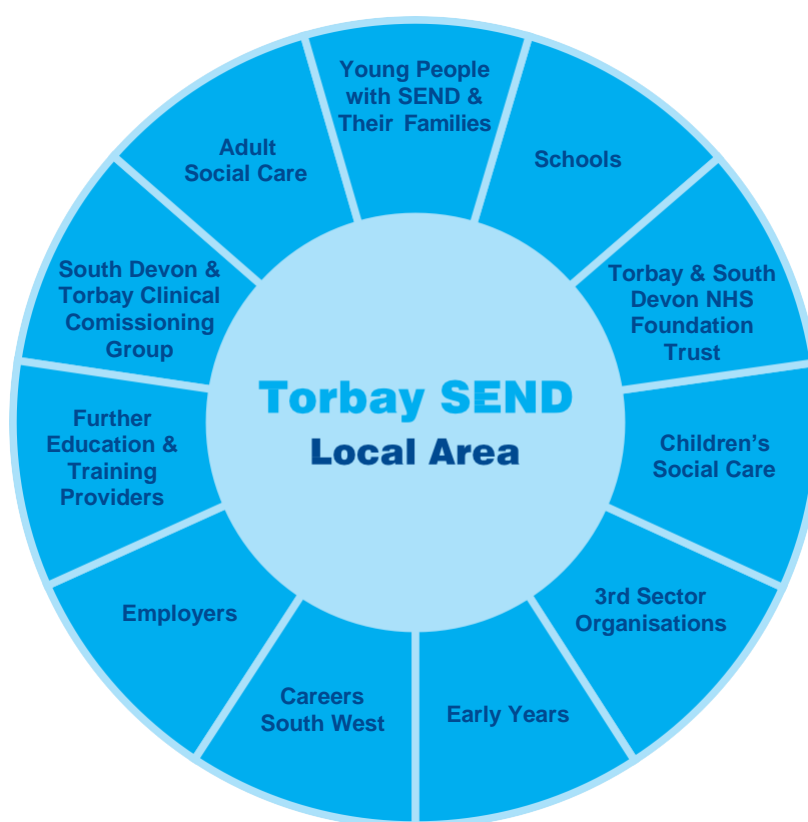 Young People
with SEND &
Their Families
Schools
Torbay & South
Devon NHS
Foundation
Trust
Children's
Social Care
3rd Sector
Organisations
Early Years
Careers
South West
Employers
Further
Education &
Training
Providers
South Devon &
Torbay Clinical
Comissioning
Group
Adult
Social Care
Torbay SEND
Local Area